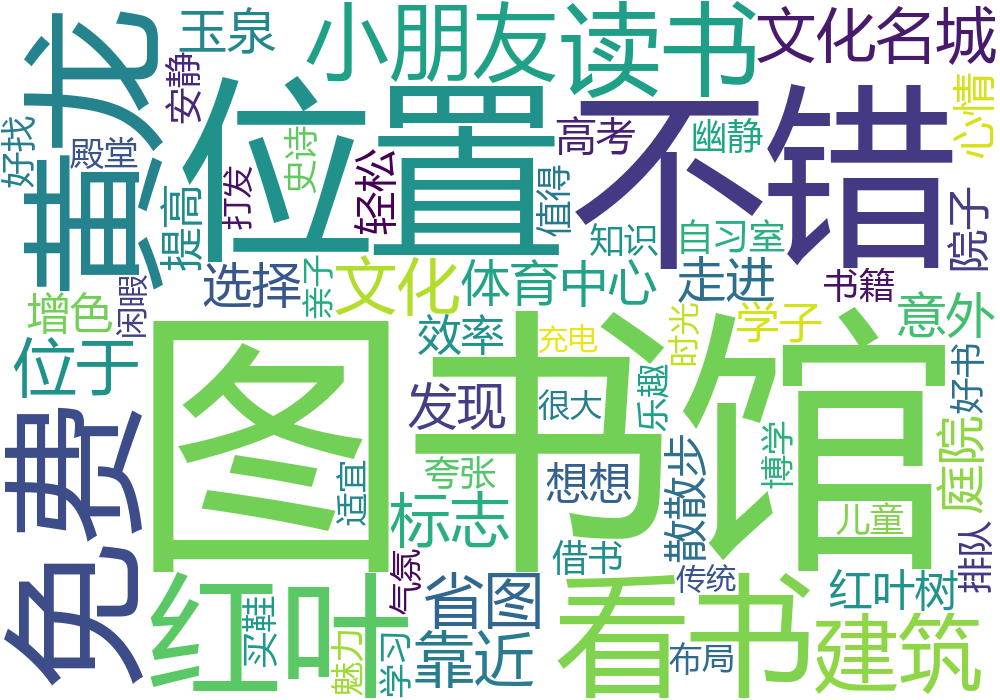 黄龙
玉泉
小朋友
读书
文化名城
安静
位置
不错
心情
好找
殿堂
史诗
高考
幽静
打发
轻松
值得
提高
知识
自习室
院子
选择
亲子
文化
体育中心
走进
书籍
增色
闲暇
效率
充电
时光
学子
意外
位于
图书馆
发现
很大
乐趣
好书
免费
夸张
想想
散散步
博学
庭院
适宜
标志
儿童
借书
排队
红叶
买鞋
气氛
省图
看书
传统
红叶树
魅力
学习
靠近
布局
建筑